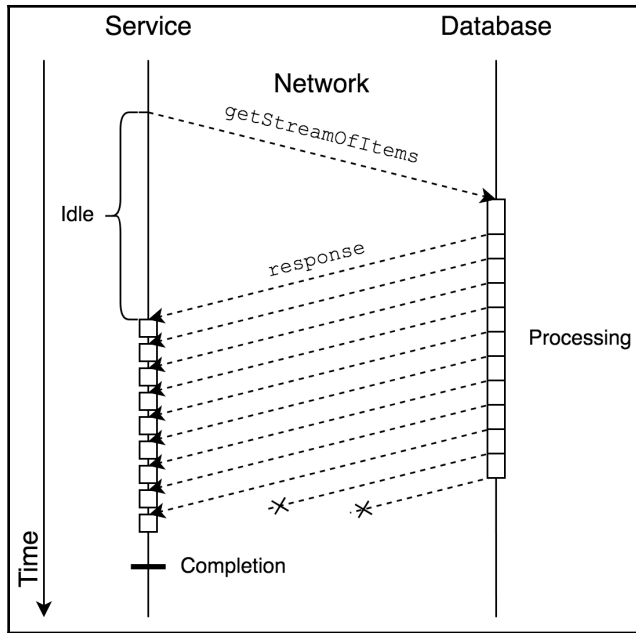 Service
Database
Network
getStreamOfItems
Idle
response
Processing
Completion
Time